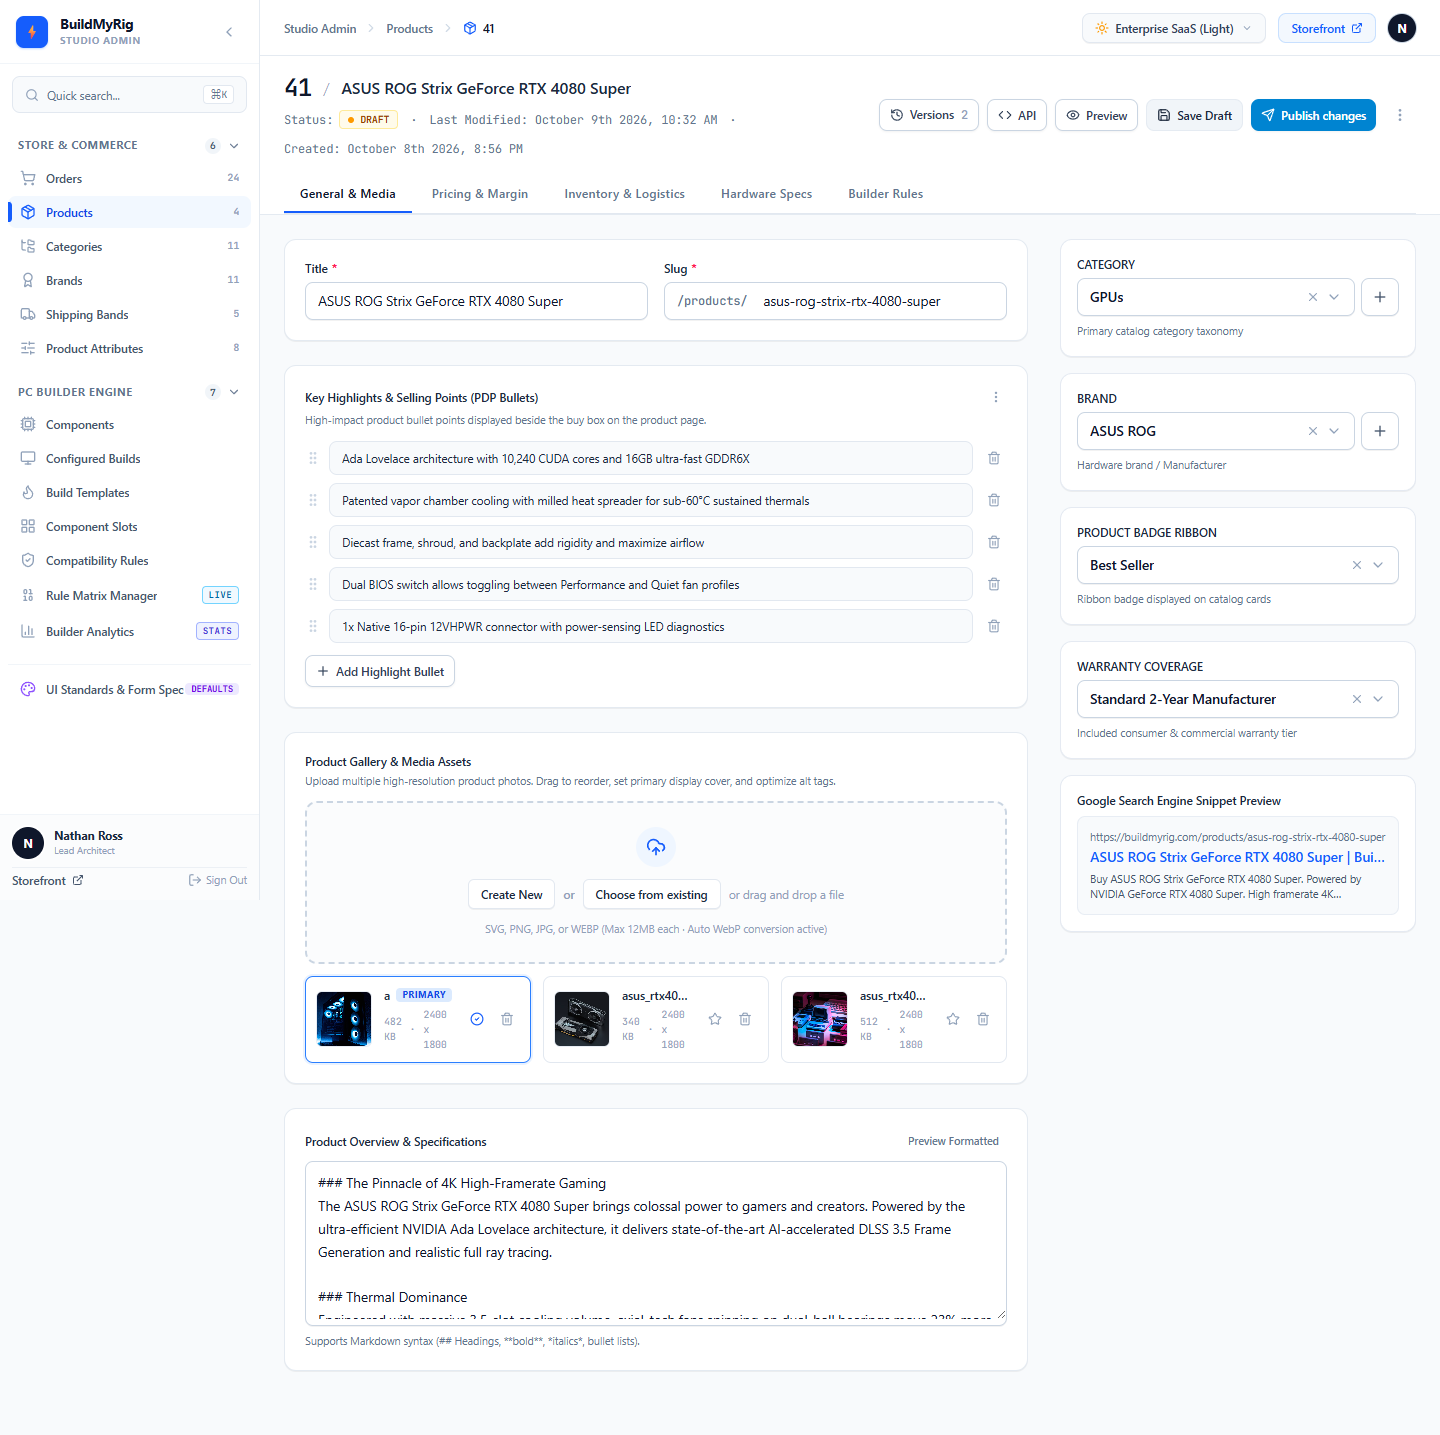 BuildMyRig
STUDIO ADMIN
Quick search...
⌘K
STORE & COMMERCE
6
Orders
24
Products
4
Categories
11
Brands
11
Shipping Bands
5
Product Attributes
8
PC BUILDER ENGINE
7
Components
Configured Builds
Build Templates
Component Slots
Compatibility Rules
Rule Matrix Manager
LIVE
Builder Analytics
STATS
UI Standards & Form Spec
DEFAULTS
N
Nathan Ross
Lead Architect
Storefront
Sign Out
Studio Admin
Products
41
Enterprise SaaS (Light)
Storefront
N
41 / ASUS ROG Strix GeForce RTX 4080 Super
Status: DRAFT · Last Modified: October 9th 2026, 10:32 AM ·
Created: October 8th 2026, 8:56 PM
Versions 2
API
Preview
Save Draft
Publish changes
General & Media
Pricing & Margin
Inventory & Logistics
Hardware Specs
Builder Rules
Title *
ASUS ROG Strix GeForce RTX 4080 Super
Slug *
/products/ asus-rog-strix-rtx-4080-super
Key Highlights & Selling Points (PDP Bullets)
High-impact product bullet points displayed beside the buy box on the product page.
Ada Lovelace architecture with 10,240 CUDA cores and 16GB ultra-fast GDDR6X
Patented vapor chamber cooling with milled heat spreader for sub-60°C sustained thermals
Diecast frame, shroud, and backplate add rigidity and maximize airflow
Dual BIOS switch allows toggling between Performance and Quiet fan profiles
1x Native 16-pin 12VHPWR connector with power-sensing LED diagnostics
Add Highlight Bullet
Product Gallery & Media Assets
Upload multiple high-resolution product photos. Drag to reorder, set primary display cover, and optimize alt tags.
Create New or Choose from existing or drag and drop a file
SVG, PNG, JPG, or WEBP (Max 12MB each · Auto WebP conversion active)
a PRIMARY
482 KB · 2400 x 1800
asus_rtx40...
340 KB · 2400 x 1800
asus_rtx40...
512 KB · 2400 x 1800
Product Overview & Specifications
Preview Formatted
### The Pinnacle of 4K High-Framerate Gaming
The ASUS ROG Strix GeForce RTX 4080 Super brings colossal power to gamers and creators. Powered by the
ultra-efficient NVIDIA Ada Lovelace architecture, it delivers state-of-the-art AI-accelerated DLSS 3.5 Frame
Generation and realistic full ray tracing.
### Thermal Dominance
Engineered with massive 3.5-slot cooling volume, axial-tech fans spinning on dual-ball bearings move 23% more
Supports Markdown syntax (## Headings, **bold**, *italics*, bullet lists).
CATEGORY
GPUs
Primary catalog category taxonomy
BRAND
ASUS ROG
Hardware brand / Manufacturer
PRODUCT BADGE RIBBON
Best Seller
Ribbon badge displayed on catalog cards
WARRANTY COVERAGE
Standard 2-Year Manufacturer
Included consumer & commercial warranty tier
Google Search Engine Snippet Preview
https://buildmyrig.com/products/asus-rog-strix-rtx-4080-super
ASUS ROG Strix GeForce RTX 4080 Super | Bui...
Buy ASUS ROG Strix GeForce RTX 4080 Super. Powered by
NVIDIA GeForce RTX 4080 Super. High framerate 4K...